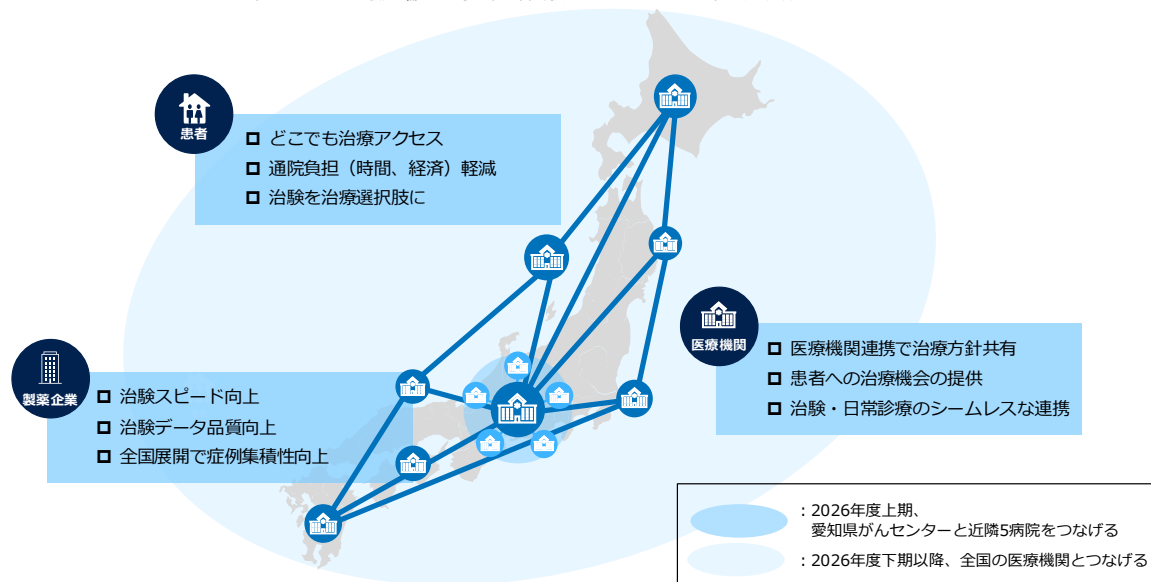 患者
どこでも治療アクセス
通院負担（時間、経済）軽減
治験を治療選択肢に
医療機関
医療機関連携で治療方針共有
患者への治療機会の提供
治験・日常診療のシームレスな連携
製薬企業
治験スピード向上
治験データ品質向上
全国展開で症例集積性向上
：2026年度上期、
愛知県がんセンターと近隣5病院をつなげる
：2026年度下期以降、全国の医療機関とつなげる